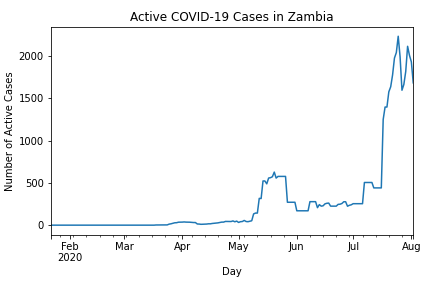 Active COVID-19 Cases in Zambia
Number of Active Cases
2000
1500
1000
500
0
Feb Mar Apr May Jun Jul Aug
2020
Day